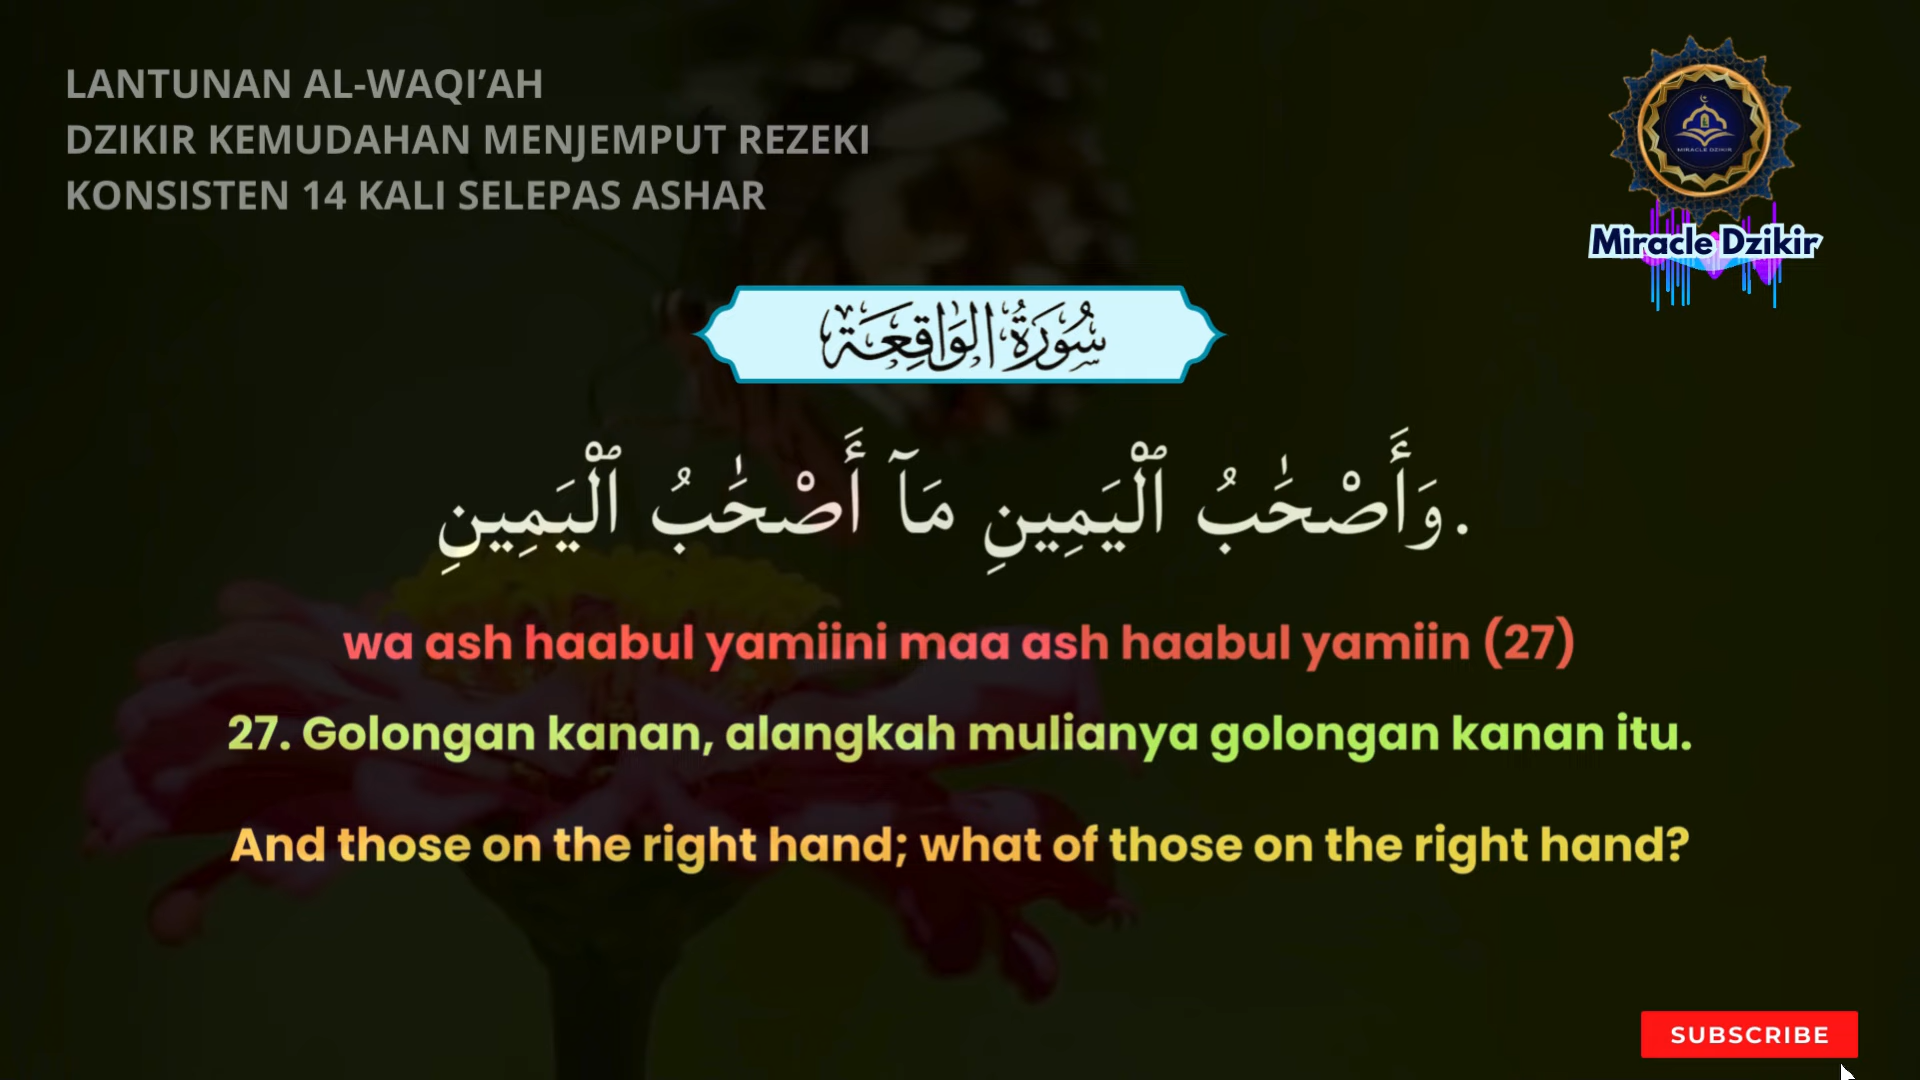 LANTUNAN AL-WAQI’AH
DZIKIR KEMUDAHAN MENJEMPUT REZEKI
KONSISTEN 14 KALI SELEPAS ASHAR
MIRACLE DZIKIR
Miracle Dzikir
سُورَةُ الوَاقِعَة
وَأَصْحَٰبُ ٱلْيَمِينِ مَآ أَصْحَٰبُ ٱلْيَمِينِ.
wa ash haabul yamiini maa ash haabul yamiin (27)
27. Golongan kanan, alangkah mulianya golongan kanan itu.
And those on the right hand; what of those on the right hand?
SUBSCRIBE